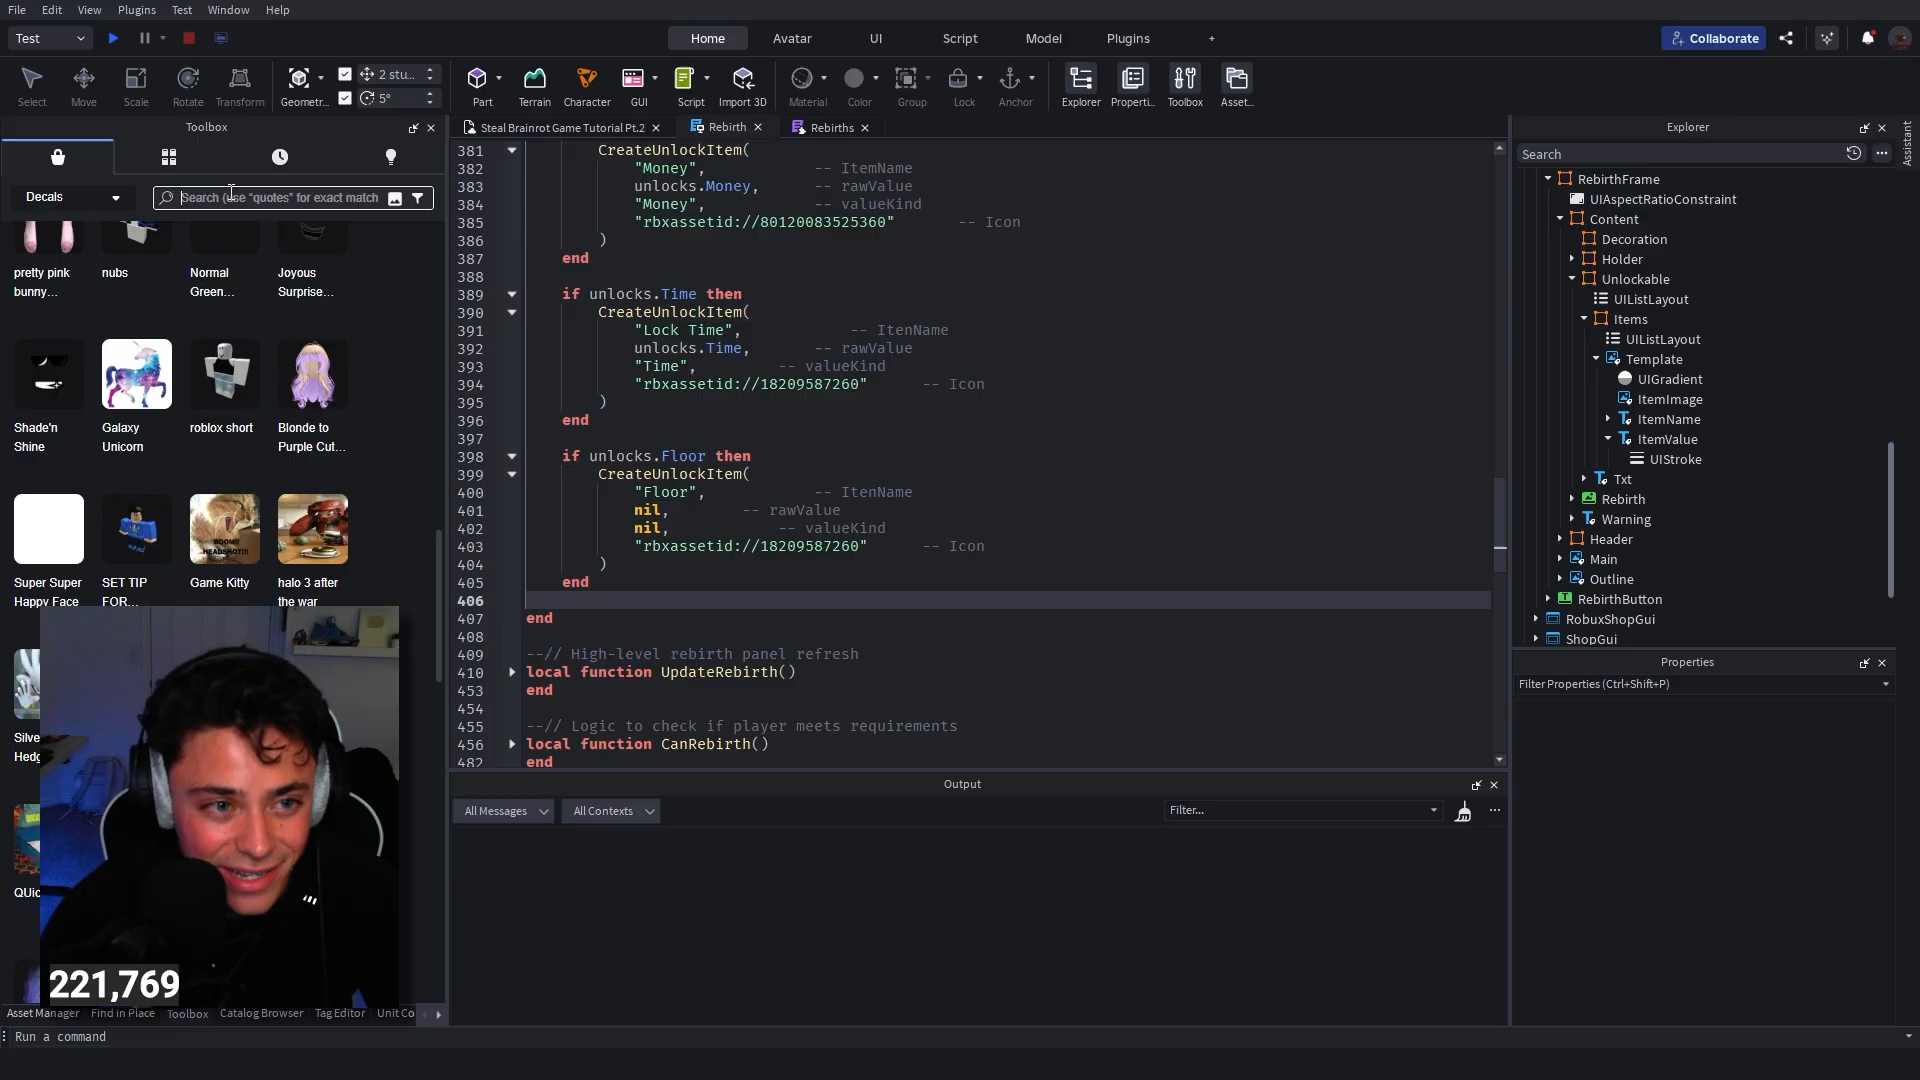 File Edit View Plugins Test Window Help
Test
Home Avatar UI Script Model Plugins +
Collaborate
Select Move Scale Rotate Transform Geometr... 2 stu... 5° Part Terrain Character GUI Script Import 3D Material Color Group Lock Anchor Explorer Properti... Toolbox Asset...
Toolbox
Decals
Search (use "quotes" for exact match
pretty pink bunny...
nubs
Normal Green...
Joyous Surprise...
Shade'n Shine
Galaxy Unicorn
roblox short
Blonde to Purple Cut...
Super Super Happy Face
SET TIP FOR...
BOOM!! HEADSHOT!!!
Game Kitty
halo 3 after the war
Silve
Hedg
QUic
221,769
Asset Manager Find in Place Toolbox Catalog Browser Tag Editor Unit Co
Run a command
Steal Brainrot Game Tutorial Pt.2 Rebirth Rebirths
381 CreateUnlockItem(
382 "Money", -- ItemName
383 unlocks.Money, -- rawValue
384 "Money", -- valueKind
385 "rbxassetid://80120083525360" -- Icon
386 )
387 end
388
389 if unlocks.Time then
390 CreateUnlockItem(
391 "Lock Time", -- ItenName
392 unlocks.Time, -- rawValue
393 "Time", -- valueKind
394 "rbxassetid://18209587260" -- Icon
395 )
396 end
397
398 if unlocks.Floor then
399 CreateUnlockItem(
400 "Floor", -- ItenName
401 nil, -- rawValue
402 nil, -- valueKind
403 "rbxassetid://18209587260" -- Icon
404 )
405 end
406
407 end
408
409 --// High-level rebirth panel refresh
410 local function UpdateRebirth()
453 end
454
455 --// Logic to check if player meets requirements
456 local function CanRebirth()
482 end
Output
All Messages All Contexts Filter...
Explorer
Search
RebirthFrame
UIAspectRatioConstraint
Content
Decoration
Holder
Unlockable
UIListLayout
Items
UIListLayout
Template
UIGradient
ItemImage
ItemName
ItemValue
UIStroke
Txt
Rebirth
Warning
Header
Main
Outline
RebirthButton
RobuxShopGui
ShopGui
Properties
Filter Properties (Ctrl+Shift+P)
Assistant